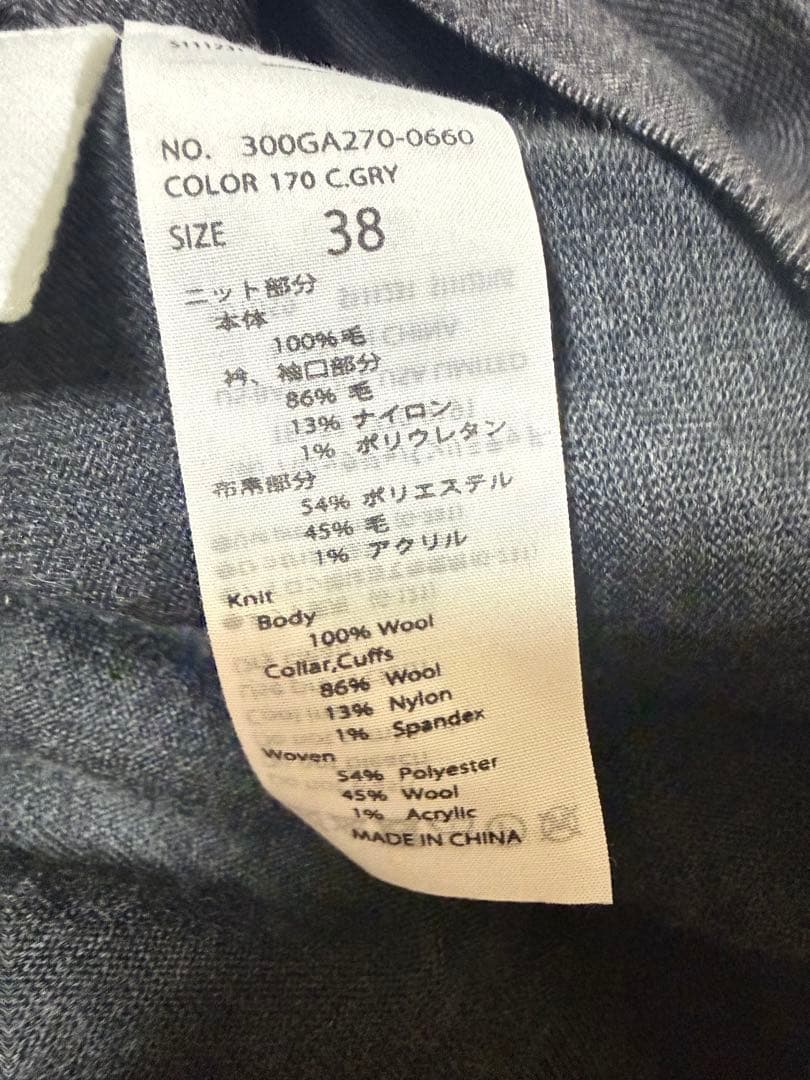 NO. 300GA270-0660
COLOR 170 C.GRY
SIZE 38
ニット部分
本体
100%毛
衿、袖口部分
86% 毛
13% ナイロン
1% ポリウレタン
布帛部分
54% ポリエステル
45% 毛
1% アクリル
Knit
Body
100% Wool
Collar,Cuffs
86% Wool
13% Nylon
1% Spandex
Woven
54% Polyester
45% Wool
1% Acrylic
MADE IN CHINA